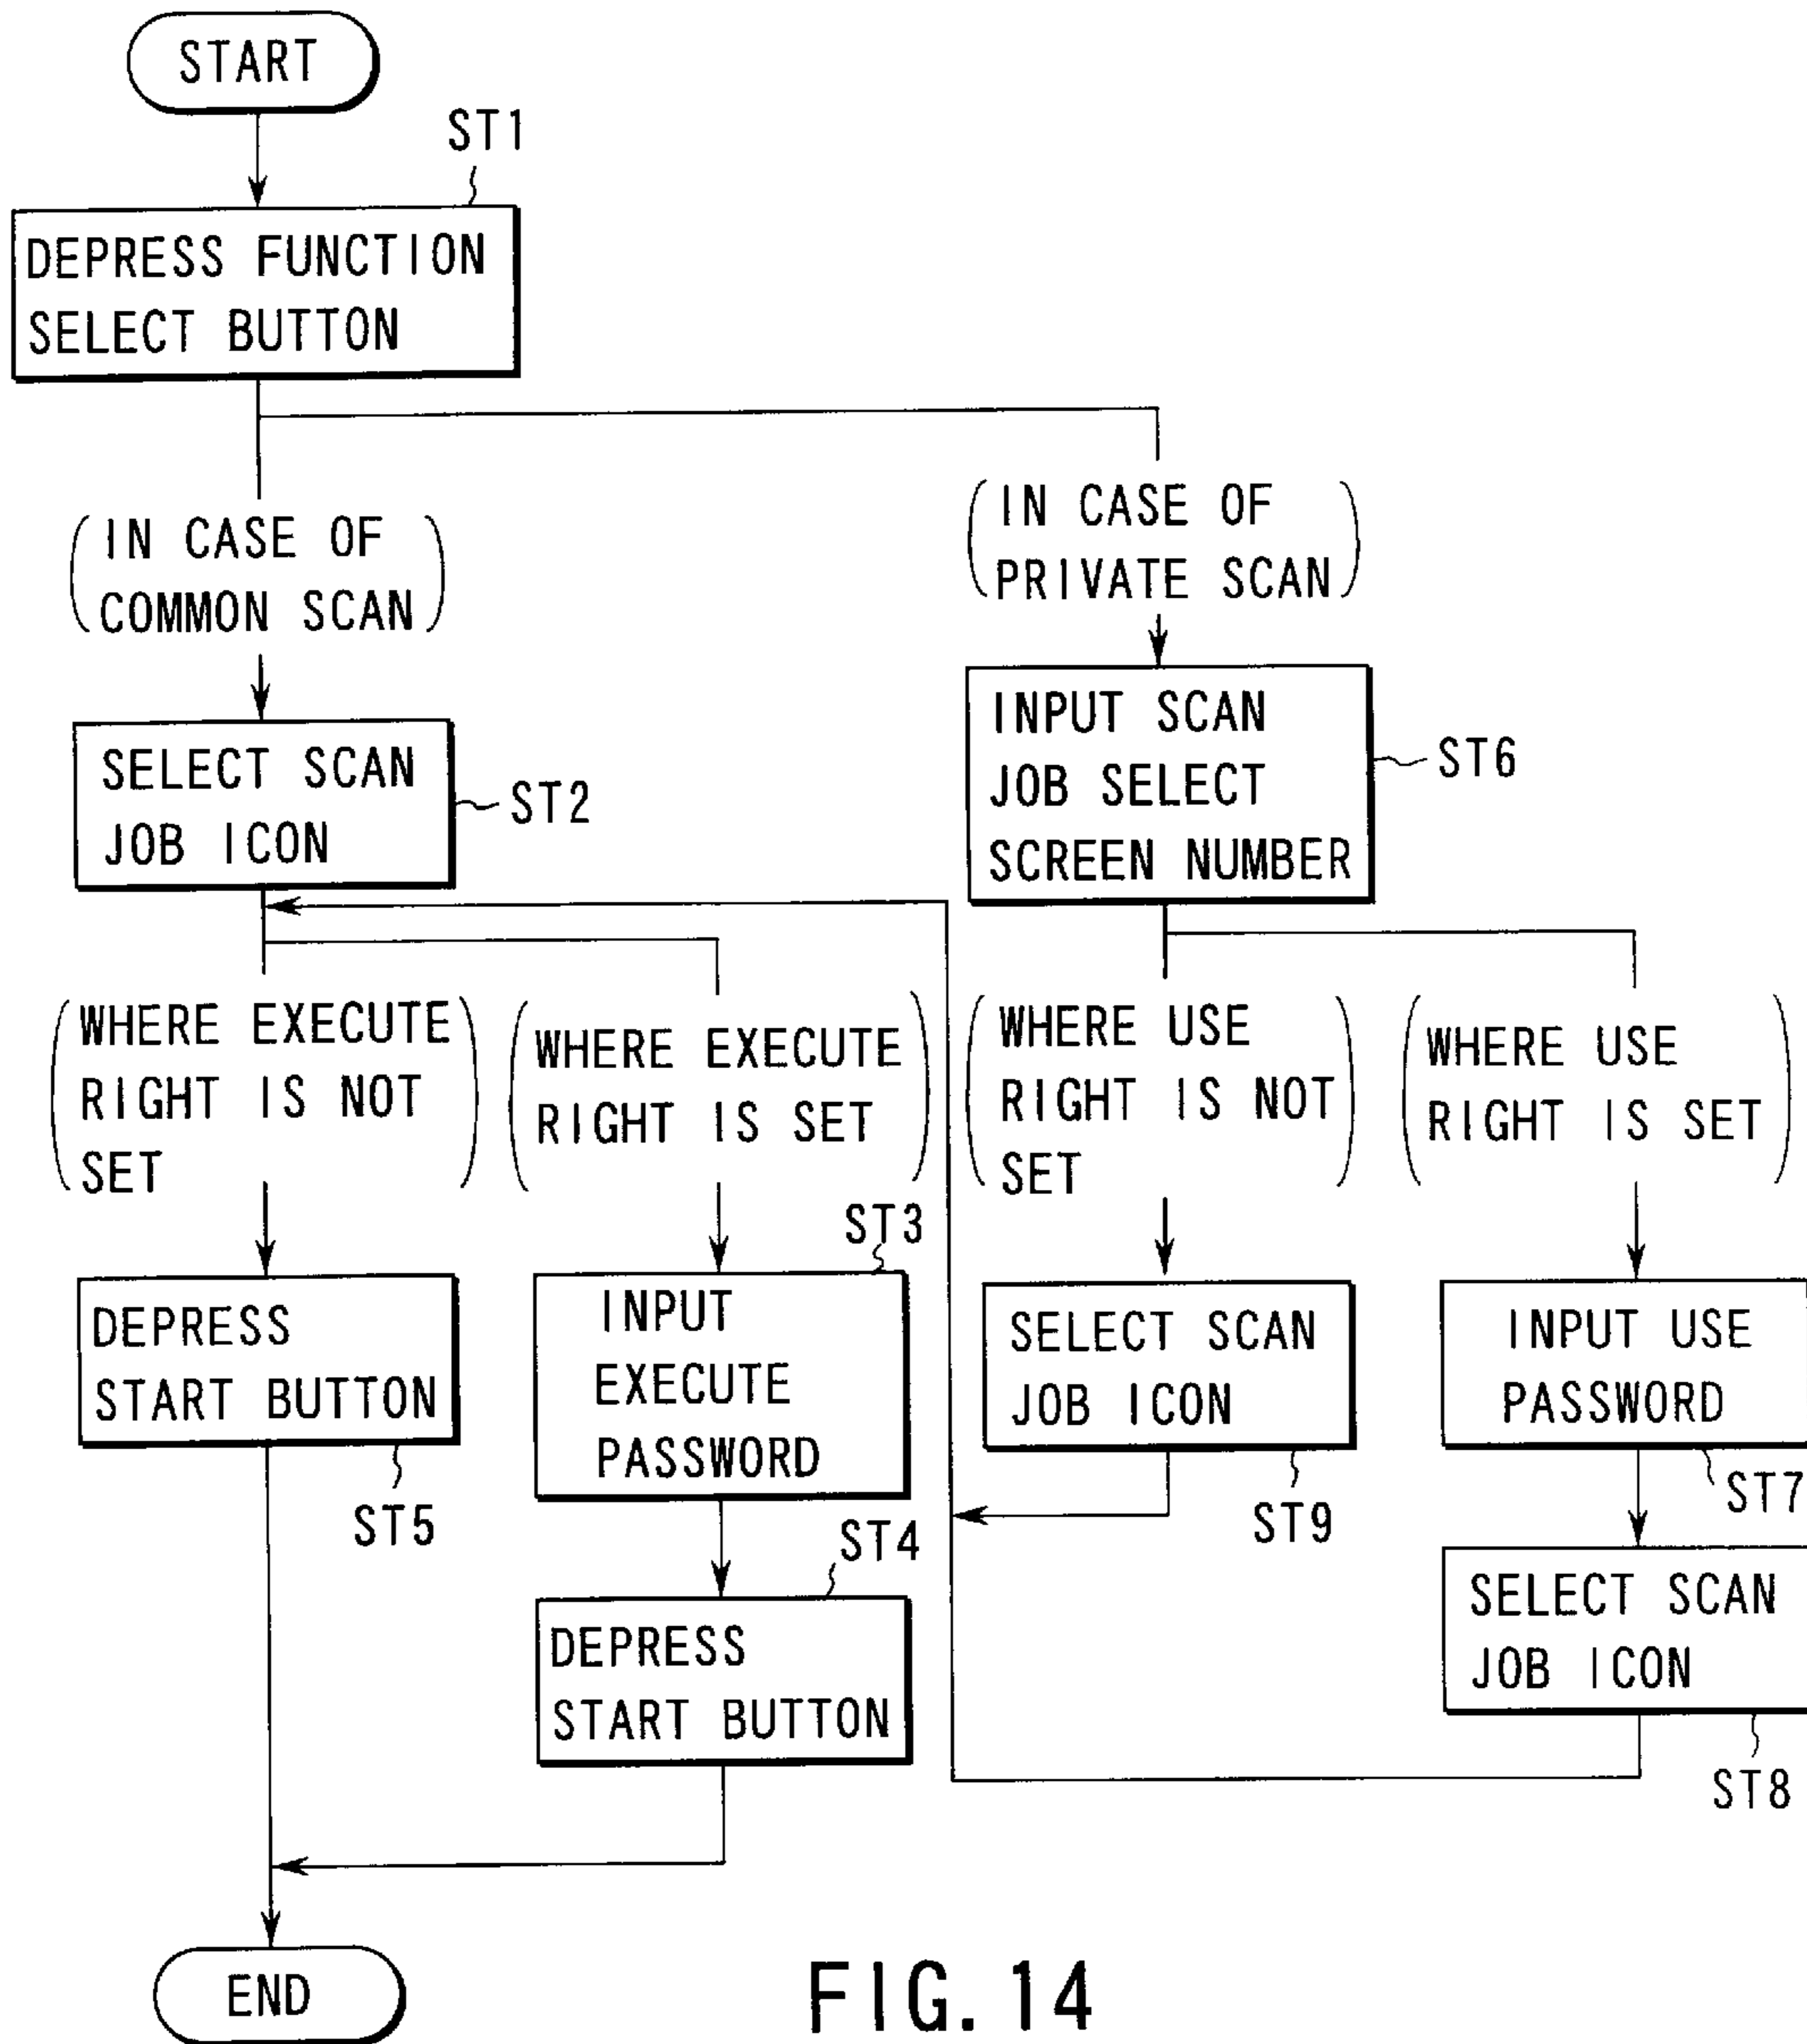 START
ST1
DEPRESS FUNCTION
SELECT BUTTON
(IN CASE OF
COMMON SCAN)
(IN CASE OF
PRIVATE SCAN)
SELECT SCAN
JOB ICON
ST2
INPUT SCAN
JOB SELECT
SCREEN NUMBER
ST6
(WHERE EXECUTE
RIGHT IS NOT
SET)
(WHERE EXECUTE
RIGHT IS SET)
(WHERE USE
RIGHT IS NOT
SET)
(WHERE USE
RIGHT IS SET)
DEPRESS
START BUTTON
ST5
ST3
INPUT
EXECUTE
PASSWORD
SELECT SCAN
JOB ICON
ST9
INPUT USE
PASSWORD
ST7
ST4
DEPRESS
START BUTTON
SELECT SCAN
JOB ICON
ST8
END
FIG. 14